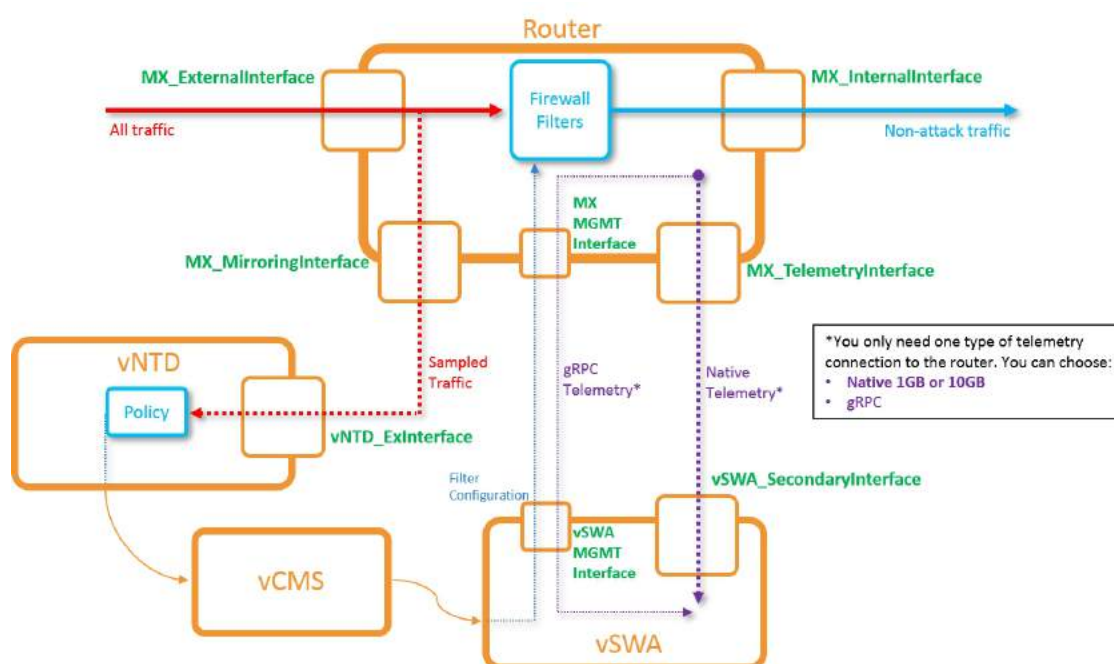 Router
MX_ExternalInterface
MX_InternalInterface
Firewall
Filters
All traffic
Non-attack traffic
MX
MGMT
Interface
MX_MirroringInterface
MX_TelemetryInterface
*You only need one type of telemetry
connection to the router. You can choose:
• Native 1GB or 10GB
• gRPC
vNTD
Policy
Sampled
Traffic
gRPC
Telemetry*
Native
Telemetry*
vNTD_ExInterface
Filter
Configuration
vSWA_SecondaryInterface
vSWA
MGMT
Interface
vCMS
vSWA